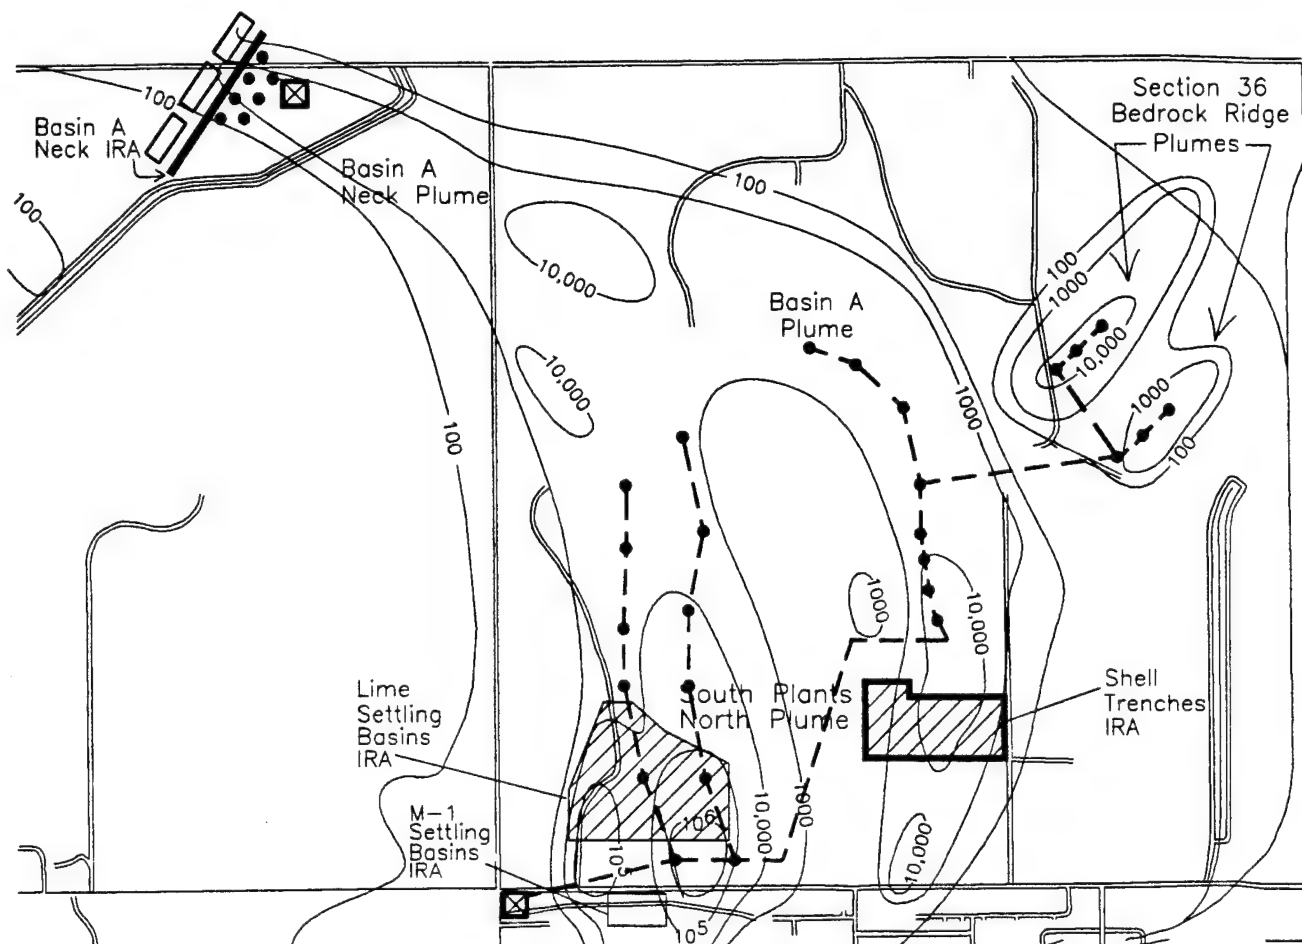 Section 36
Bedrock Ridge
Plumes
100
Basin A
Neck IRA
Basin A
Neck Plume
100
100
10,000
100
1000
Basin A
Plume
10,000
10,000
1000
1000
100
100
1000
10,000
South Plants
North Plume
Shell
Trenches
IRA
Lime
Settling
Basins
IRA
M-1
Settling
Basins
IRA
10⁶
10,000
1000
10,000
10⁵
10⁵